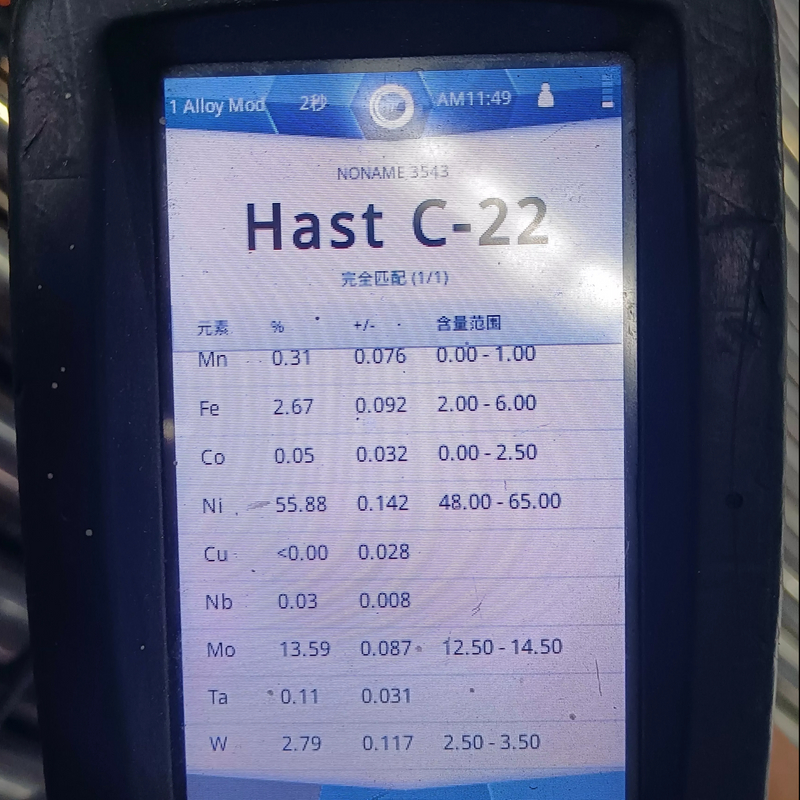 1 Alloy Mod 2秒 AM11:49
NONAME 3543
Hast C-22
完全匹配 (1/1)
元素 % +/- 含量范围
Mn 0.31 0.076 0.00 - 1.00
Fe 2.67 0.092 2.00 - 6.00
Co 0.05 0.032 0.00 - 2.50
Ni 55.88 0.142 48.00 - 65.00
Cu <0.00 0.028
Nb 0.03 0.008
Mo 13.59 0.087 12.50 - 14.50
Ta 0.11 0.031
W 2.79 0.117 2.50 - 3.50